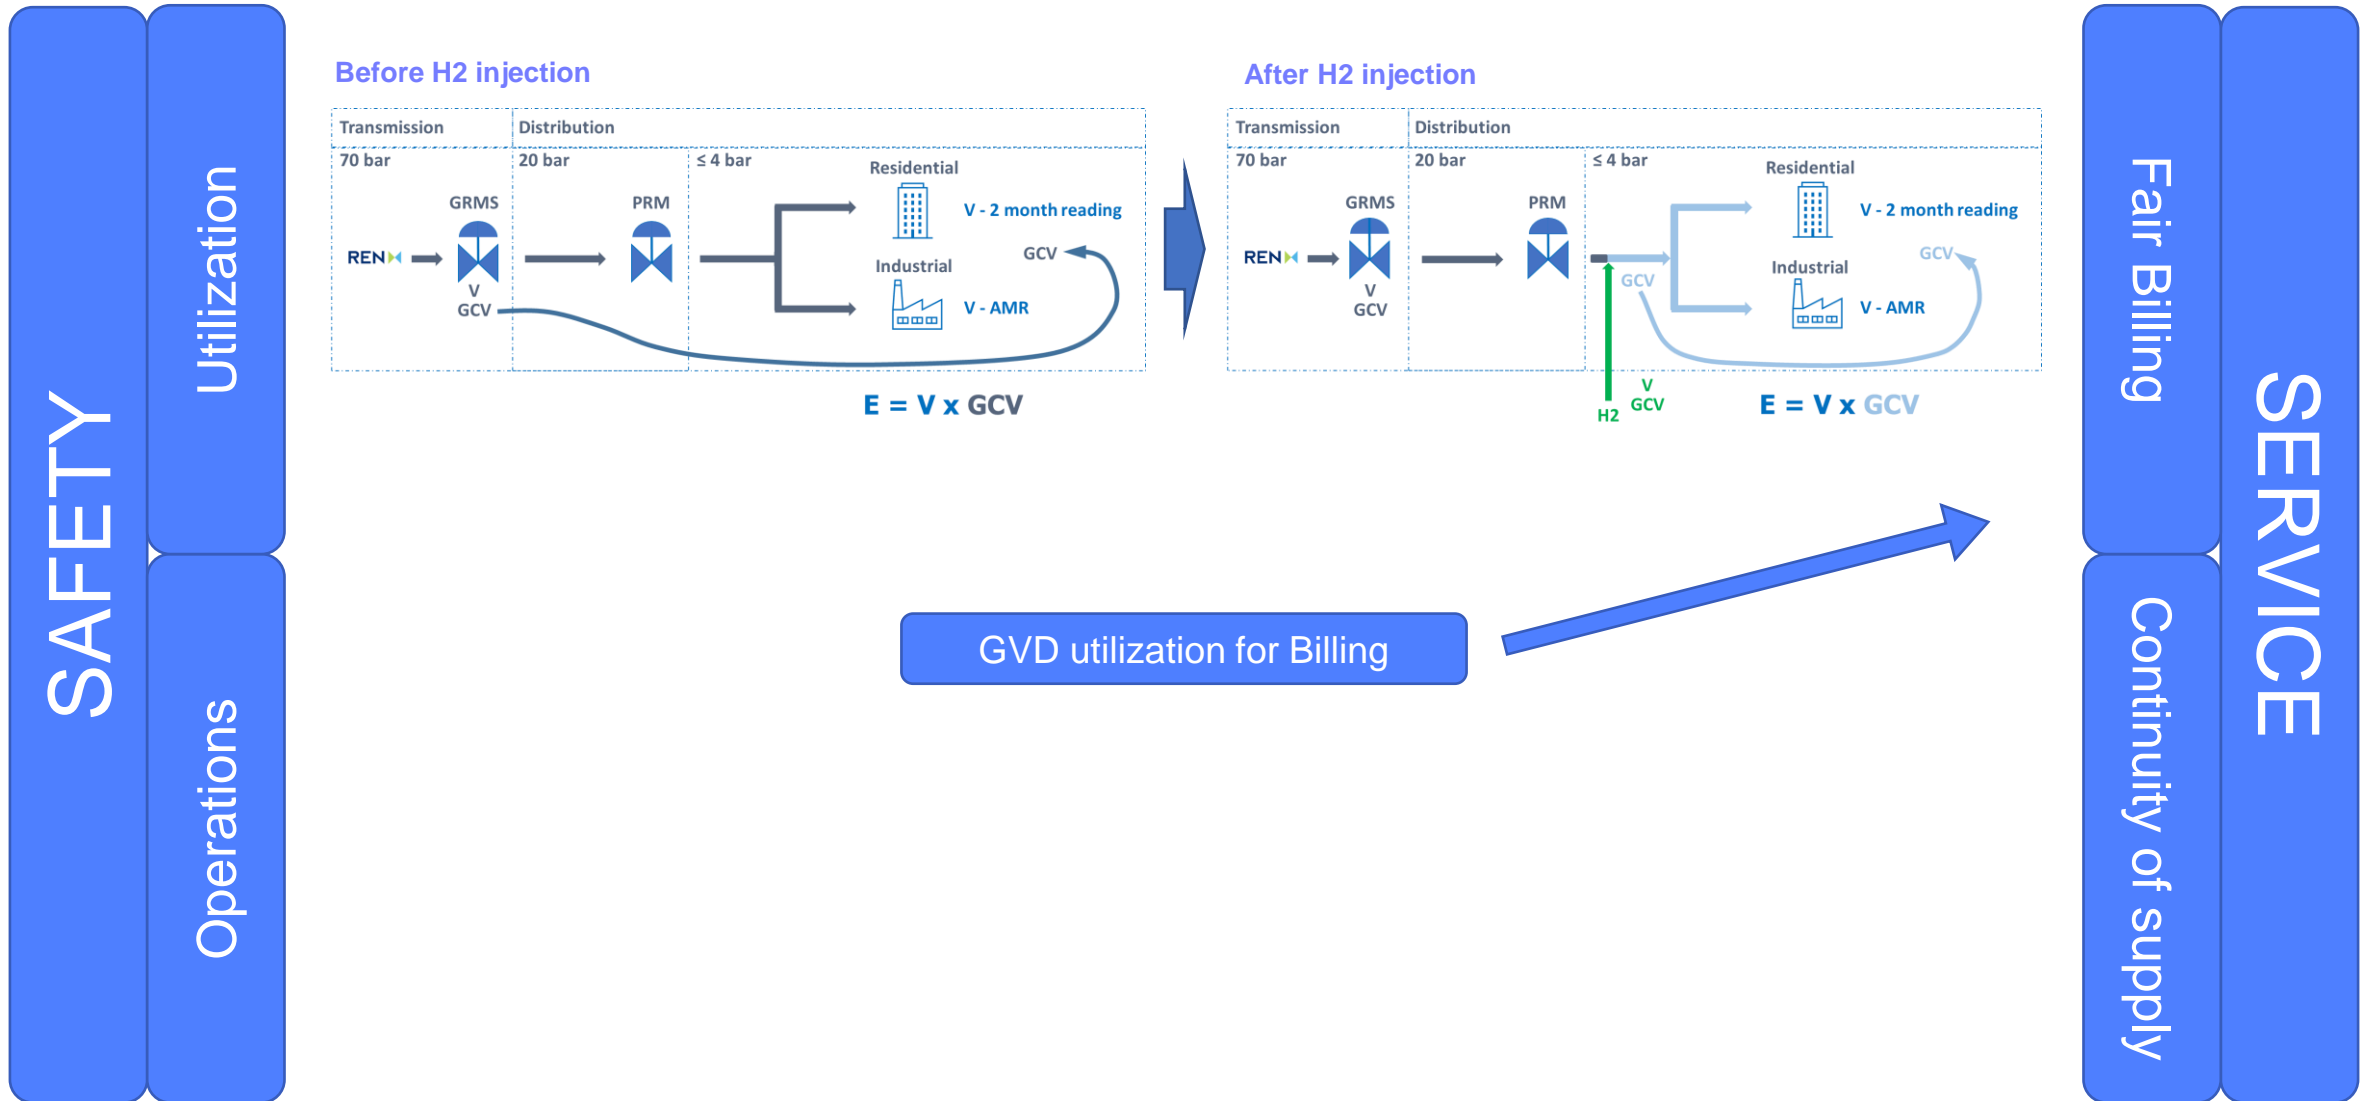 SAFETY
Utilization
Operations
Before H2 injection
Transmission
Distribution
70 bar
20 bar
≤ 4 bar
Residential
GRMS
PRM
V - 2 month reading
REN
GCV
Industrial
V
GCV
V - AMR
E = V x GCV
After H2 injection
Transmission
Distribution
70 bar
20 bar
≤ 4 bar
Residential
GRMS
PRM
V - 2 month reading
REN
GCV
GCV
Industrial
V
GCV
V - AMR
V
GCV
H2
E = V x GCV
GVD utilization for Billing
Fair Billing
Continuity of supply
SERVICE